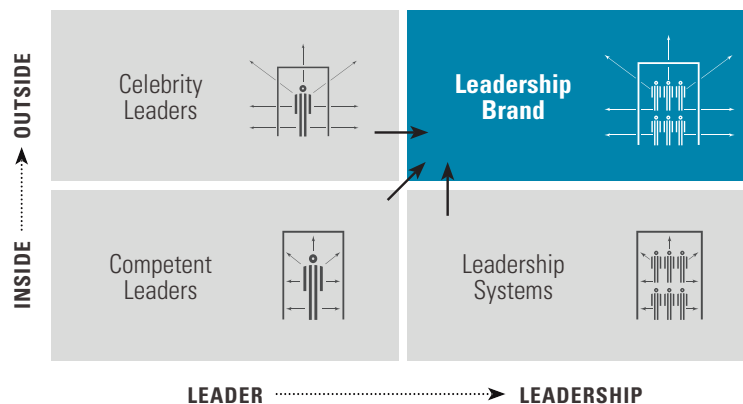 OUTSIDE
INSIDE
Celebrity
Leaders
Leadership
Brand
Competent
Leaders
Leadership
Systems
LEADER
LEADERSHIP